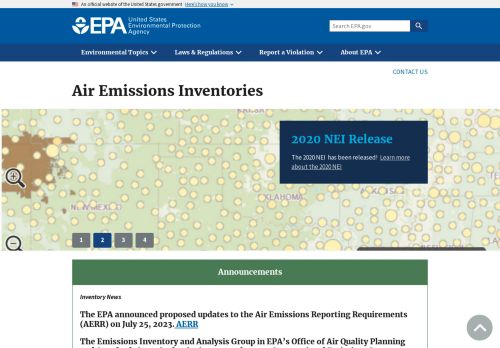 An official website of the United States government Here's how you know
EPA United States
Environmental Protection
Agency
Search EPA.gov
Environmental Topics
Laws & Regulations
Report a Violation
About EPA
CONTACT US
Air Emissions Inventories
2020 NEI Release
The 2020 NEI has been released! Learn more
about the 2020 NEI
NEW MEXICO
1 2 3 4
Announcements
Inventory News
The EPA announced proposed updates to the Air Emissions Reporting Requirements
(AERR) on July 25, 2023. AERR
The Emissions Inventory and Analysis Group in EPA's Office of Air Quality Planning